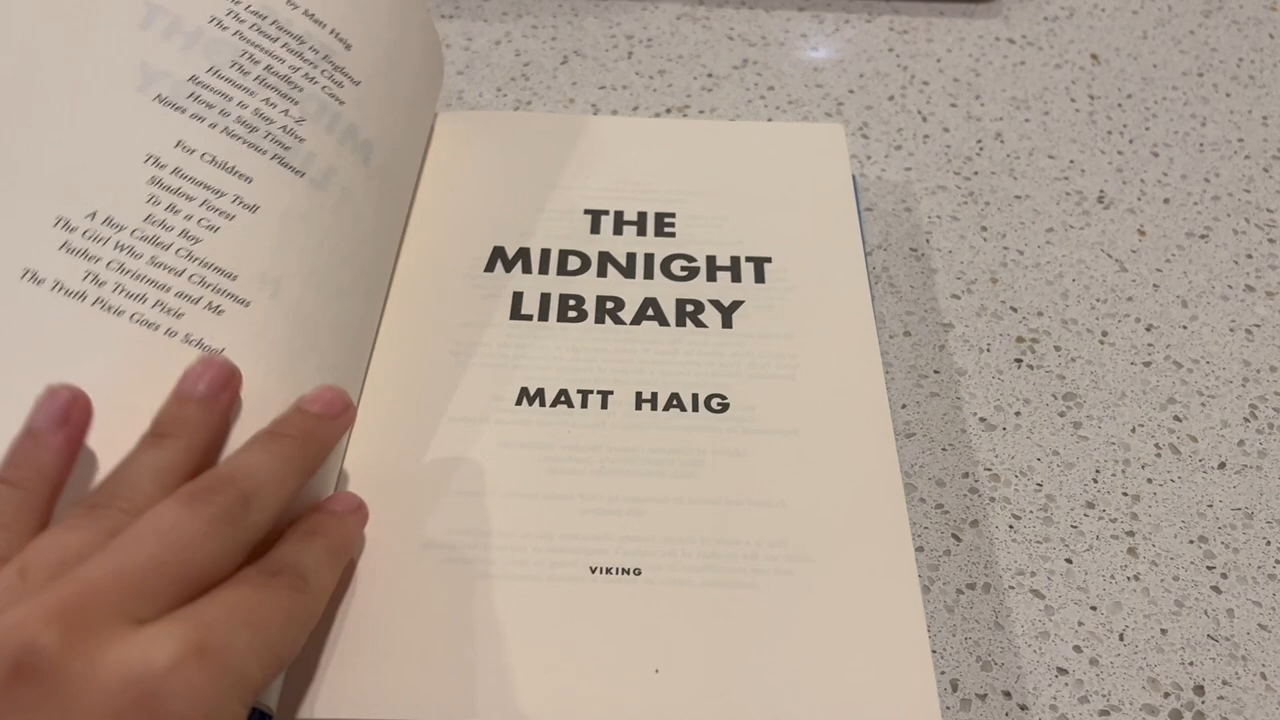 by Matt Haig
The Last Family in England
The Dead Fathers Club
The Possession of Mr Cave
The Radleys
The Humans
Humans: An A-Z
Reasons to Stay Alive
How to Stop Time
Notes on a Nervous Planet
For Children
The Runaway Troll
Shadow Forest
To Be a Cat
Echo Boy
A Boy Called Christmas
The Girl Who Saved Christmas
Father Christmas and Me
The Truth Pixie
The Truth Pixie Goes to School
THE
MIDNIGHT
LIBRARY
MATT HAIG
VIKING